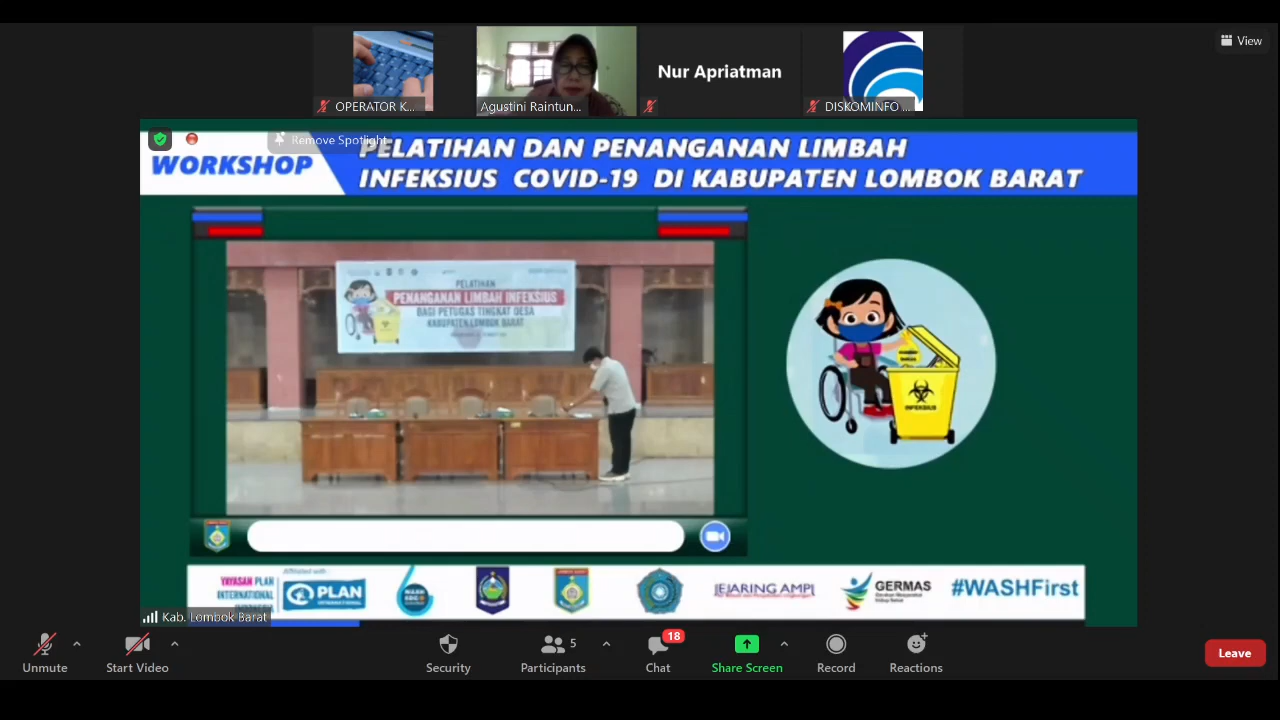 View
OPERATOR K...
Agustini Raintun...
Nur Apriatman
DISKOMINFO ...
Remove Spotlight
WORKSHOP
PELATIHAN DAN PENANGANAN LIMBAH
INFEKSIUS COVID-19 DI KABUPATEN LOMBOK BARAT
PELATIHAN
PENANGANAN LIMBAH INFEKSIUS
BAGI PETUGAS TINGKAT DESA
KABUPATEN LOMBOK BARAT
INFEKSIUS
YAYASAN PLAN
INTERNATIONAL
Affiliated with
PLAN
INTERNATIONAL
JEJARING AMPL
GERMAS
#WASHFirst
Kab. Lombok Barat
Unmute
Start Video
Security
5
Participants
18
Chat
Share Screen
Record
Reactions
Leave